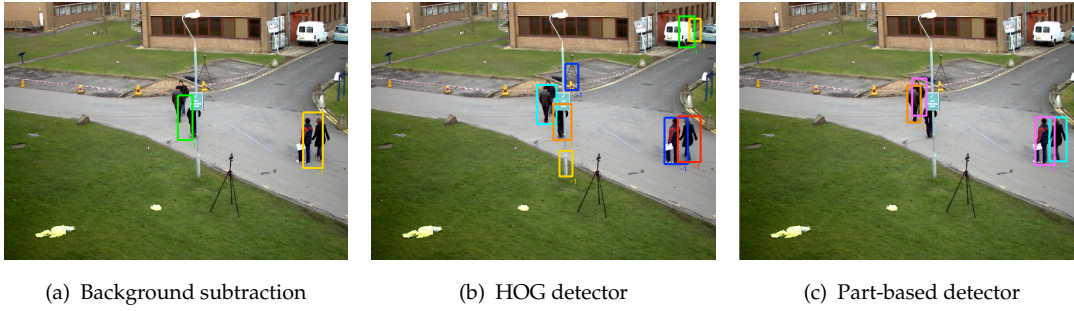 (a) Background subtraction
(b) HOG detector
(c) Part-based detector